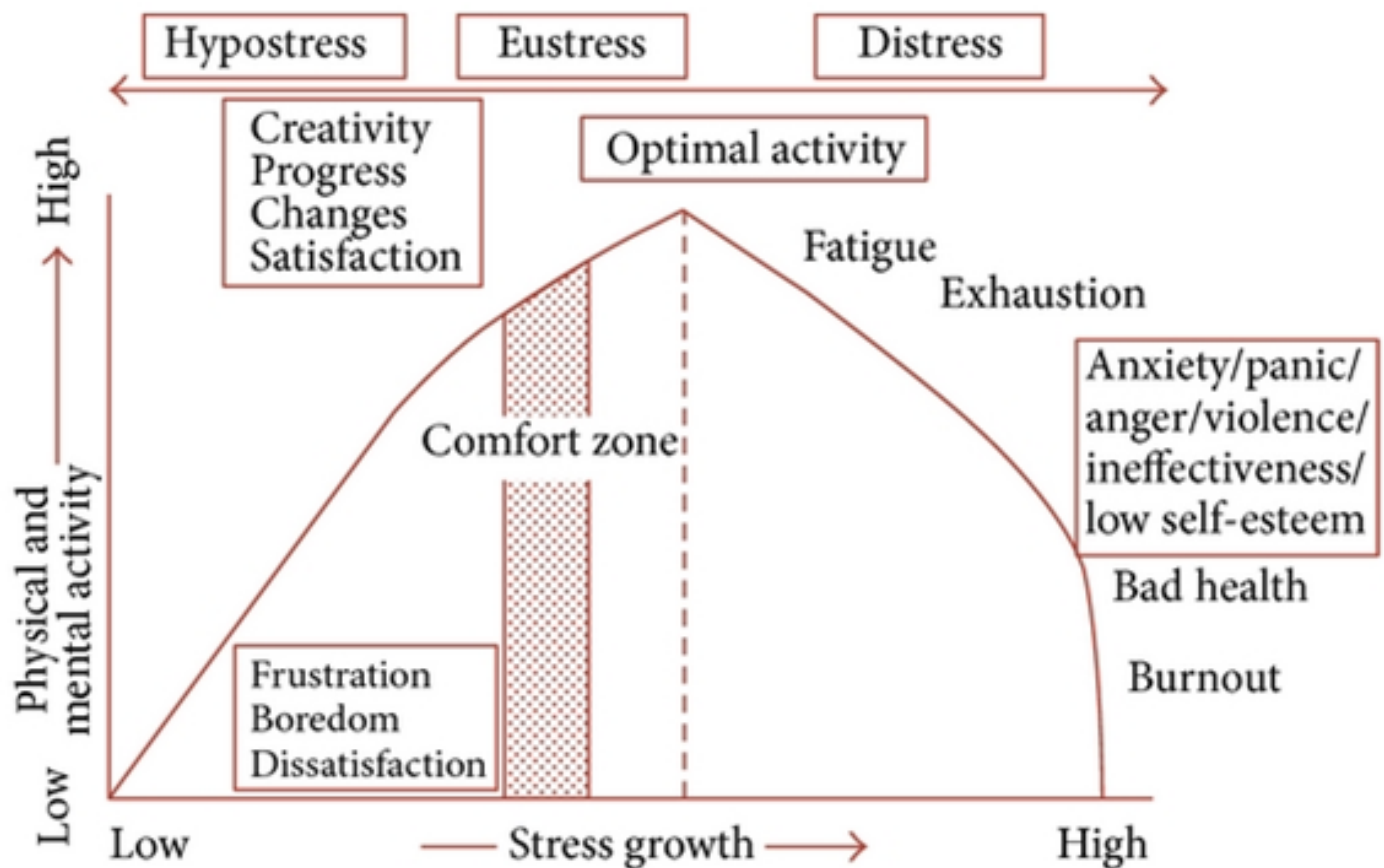 Hypostress
Eustress
Distress
Creativity
Progress
Changes
Satisfaction
Optimal activity
Fatigue
Exhaustion
Anxiety/panic/
anger/violence/
ineffectiveness/
low self-esteem
Bad health
Burnout
Comfort zone
Frustration
Boredom
Dissatisfaction
High
Physical and
mental activity
Low
Low
Stress growth
High